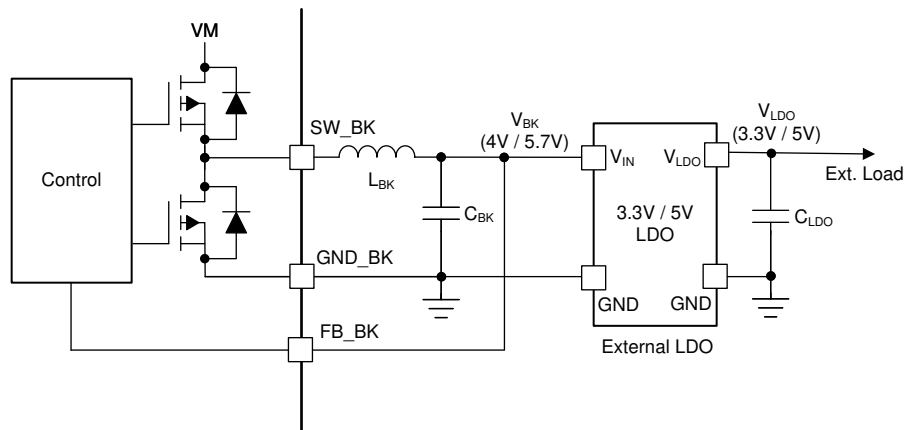 VM
Control
SW_BK
L_BK
V_BK
(4V / 5.7V)
C_BK
GND_BK
FB_BK
V_IN
V_LDO
3.3V / 5V
LDO
GND
GND
External LDO
V_LDO
(3.3V / 5V)
Ext. Load
C_LDO